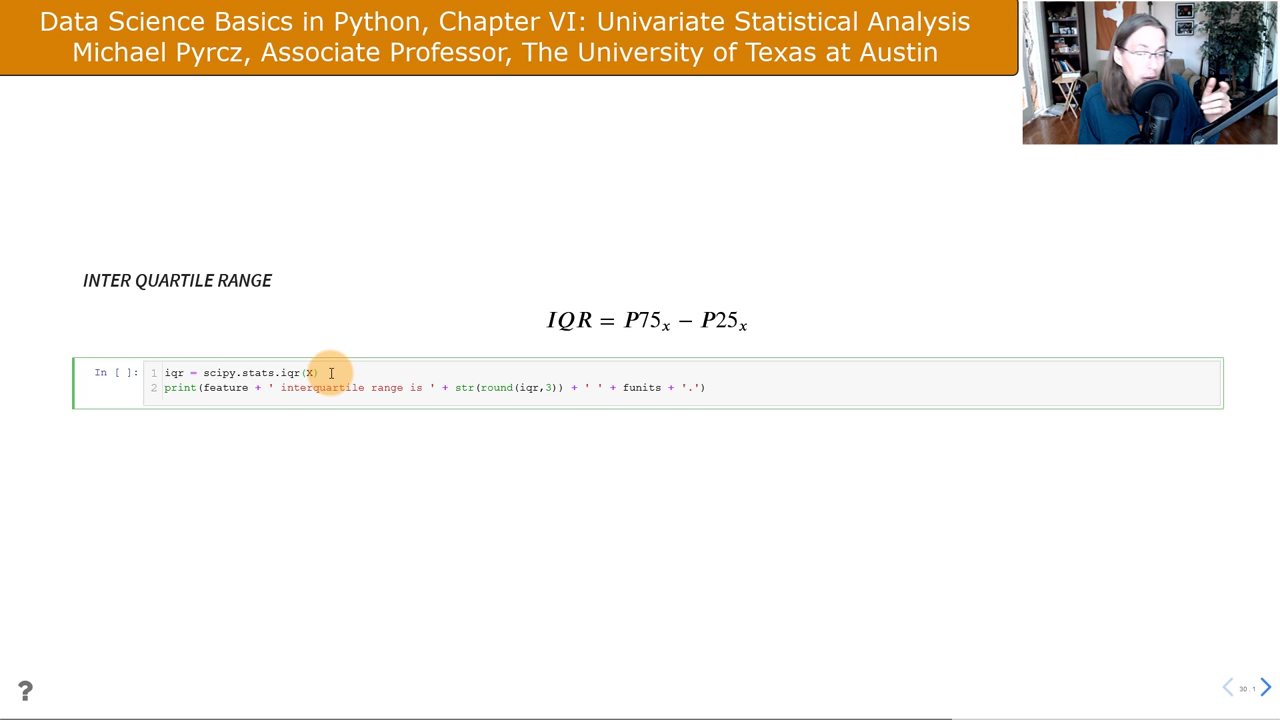 Data Science Basics in Python, Chapter VI: Univariate Statistical Analysis
Michael Pyrcz, Associate Professor, The University of Texas at Austin
INTER QUARTILE RANGE
IQR = P75x − P25x
In [ ]:
1 iqr = scipy.stats.iqr(X)
2 print(feature + ' interquartile range is ' + str(round(iqr,3)) + ' ' + funits + '.')
?
30.1